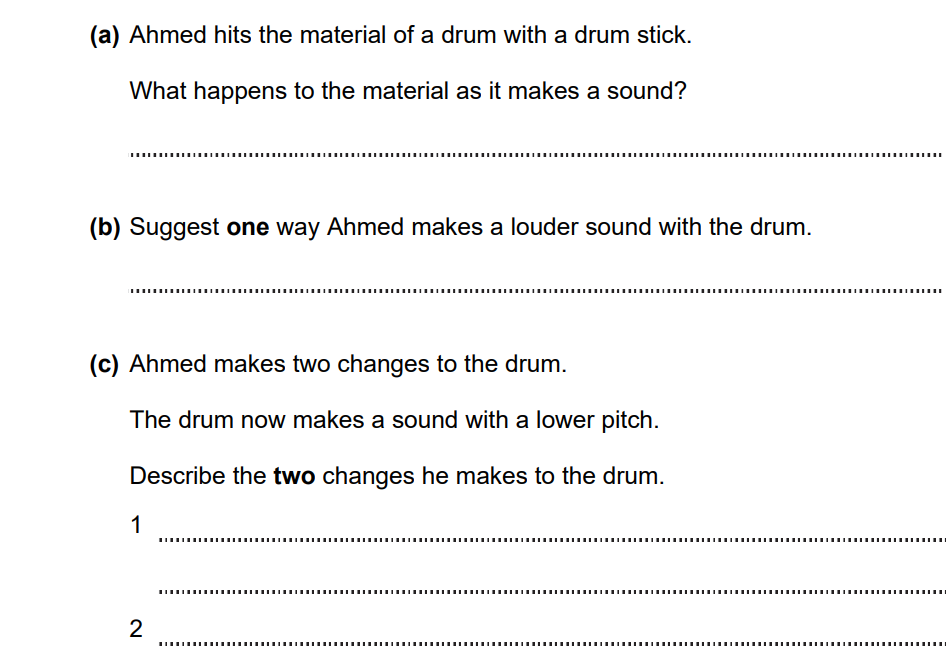 (a) Ahmed hits the material of a drum with a drum stick.
What happens to the material as it makes a sound?
(b) Suggest one way Ahmed makes a louder sound with the drum.
(c) Ahmed makes two changes to the drum.
The drum now makes a sound with a lower pitch.
Describe the two changes he makes to the drum.
1
2